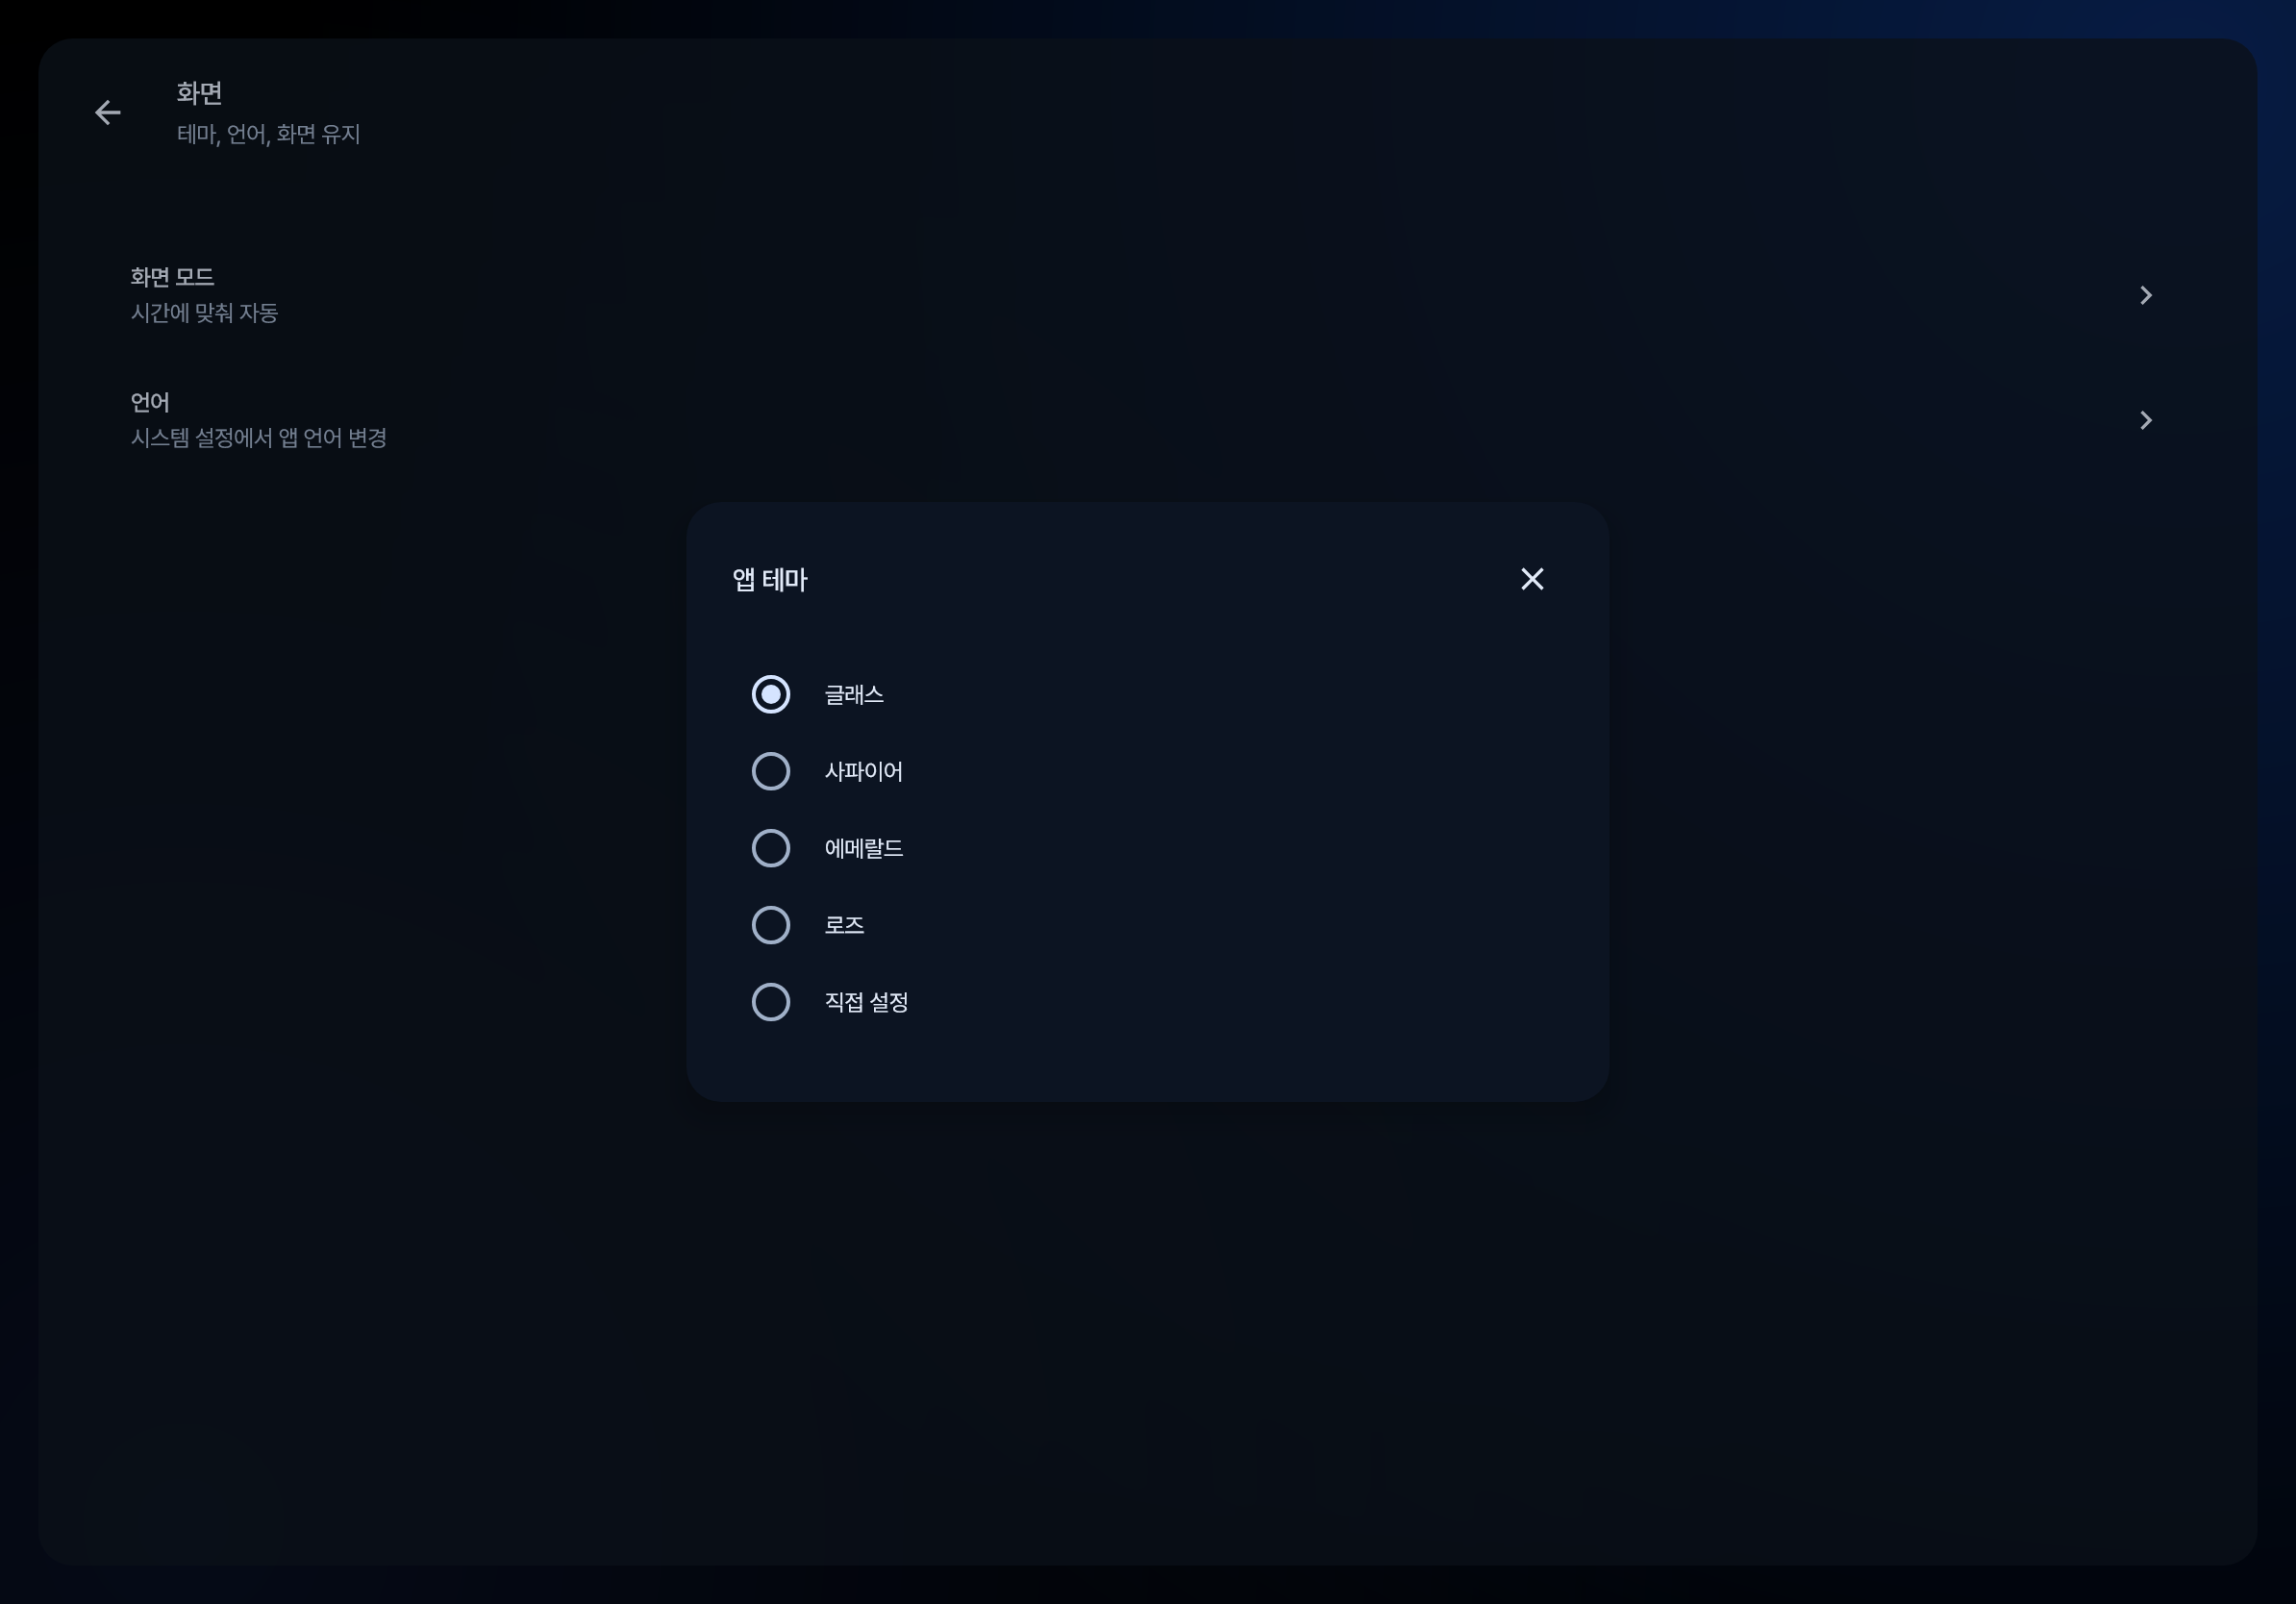 화면
테마, 언어, 화면 유지
화면 모드
시간에 맞춰 자동
언어
시스템 설정에서 앱 언어 변경
앱 테마
글래스
사파이어
에메랄드
로즈
직접 설정